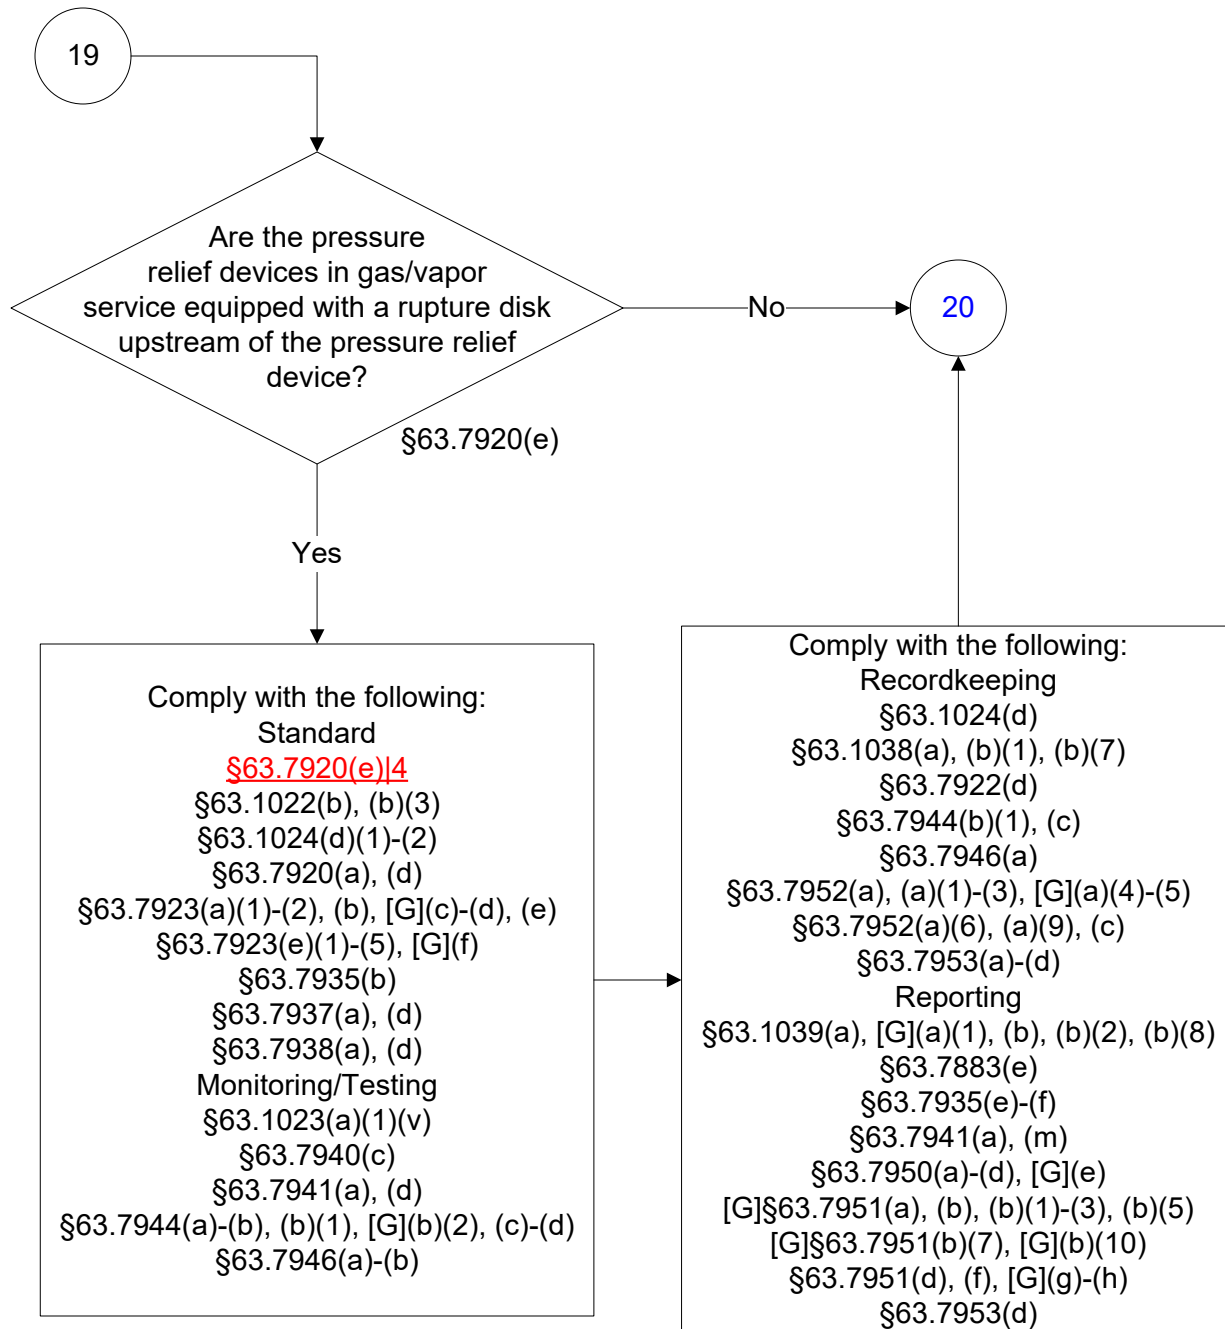 19
Are the pressure
relief devices in gas/vapor
service equipped with a rupture disk
upstream of the pressure relief
device?
No
20
§63.7920(e)
Yes
Comply with the following:
Standard
§63.7920(e)|4
§63.1022(b), (b)(3)
§63.1024(d)(1)-(2)
§63.7920(a), (d)
§63.7923(a)(1)-(2), (b), [G](c)-(d), (e)
§63.7923(e)(1)-(5), [G](f)
§63.7935(b)
§63.7937(a), (d)
§63.7938(a), (d)
Monitoring/Testing
§63.1023(a)(1)(v)
§63.7940(c)
§63.7941(a), (d)
§63.7944(a)-(b), (b)(1), [G](b)(2), (c)-(d)
§63.7946(a)-(b)
Comply with the following:
Recordkeeping
§63.1024(d)
§63.1038(a), (b)(1), (b)(7)
§63.7922(d)
§63.7944(b)(1), (c)
§63.7946(a)
§63.7952(a), (a)(1)-(3), [G](a)(4)-(5)
§63.7952(a)(6), (a)(9), (c)
§63.7953(a)-(d)
Reporting
§63.1039(a), [G](a)(1), (b), (b)(2), (b)(8)
§63.7883(e)
§63.7935(e)-(f)
§63.7941(a), (m)
§63.7950(a)-(d), [G](e)
[G]§63.7951(a), (b), (b)(1)-(3), (b)(5)
[G]§63.7951(b)(7), [G](b)(10)
§63.7951(d), (f), [G](g)-(h)
§63.7953(d)